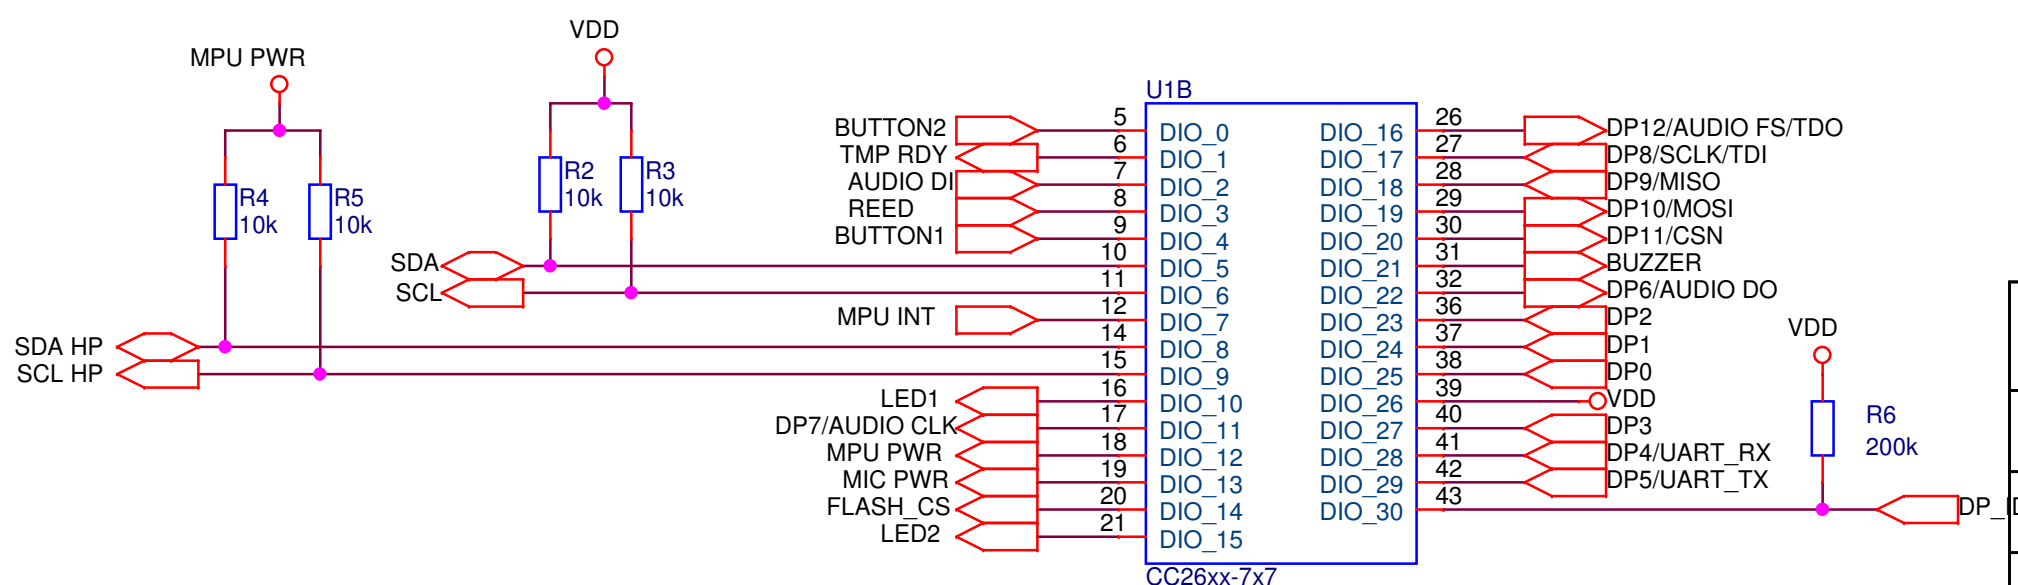 VDD
MPU PWR
U1B
R2
10k
R3
10k
R4
10k
R5
10k
SDA
SCL
SDA HP
SCL HP
BUTTON2 5 DIO_0
TMP RDY 6 DIO_1
AUDIO DI 7 DIO_2
REED 8 DIO_3
BUTTON1 9 DIO_4
10 DIO_5
11 DIO_6
MPU INT 12 DIO_7
14 DIO_8
15 DIO_9
LED1 16 DIO_10
DP7/AUDIO CLK 17 DIO_11
MPU PWR 18 DIO_12
MIC PWR 19 DIO_13
FLASH_CS 20 DIO_14
LED2 21 DIO_15
DIO_16 26 DP12/AUDIO FS/TDO
DIO_17 27 DP8/SCLK/TDI
DIO_18 28 DP9/MISO
DIO_19 29 DP10/MOSI
DIO_20 30 DP11/CSN
DIO_21 31 BUZZER
DIO_22 32 DP6/AUDIO DO
DIO_23 36 DP2
DIO_24 37 DP1
DIO_25 38 DP0
DIO_26 39 VDD
DIO_27 40 DP3
DIO_28 41 DP4/UART_RX
DIO_29 42 DP5/UART_TX
DIO_30 43
VDD
R6
200k
CC26xx-7x7